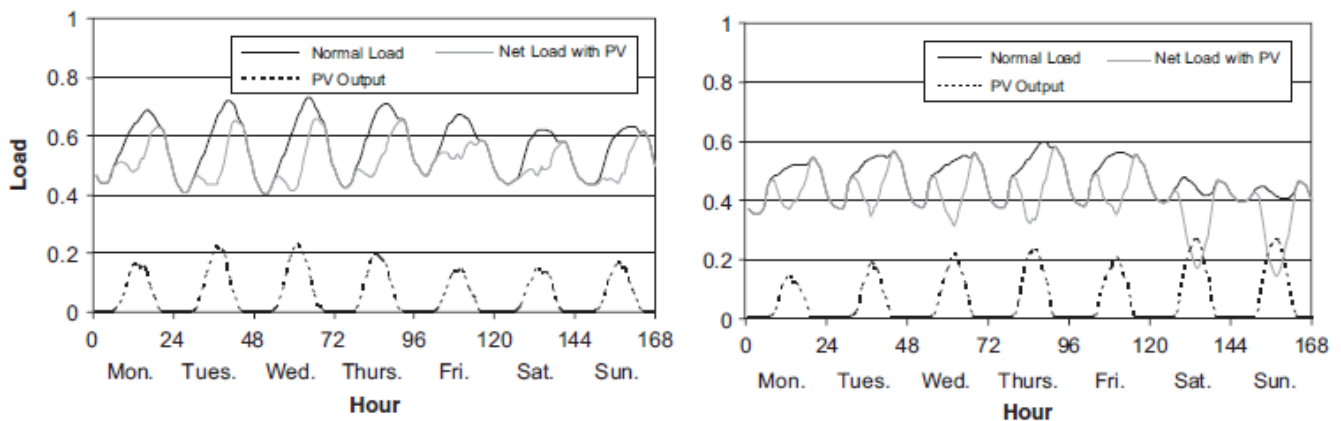 1
0.8
0.6
0.4
0.2
0
Load
Normal Load
Net Load with PV
PV Output
0 24 48 72 96 120 144 168
Mon. Tues. Wed. Thurs. Fri. Sat. Sun.
Hour
1
0.8
0.6
0.4
0.2
0
Normal Load
Net Load with PV
PV Output
0 24 48 72 96 120 144 168
Mon. Tues. Wed. Thurs. Fri. Sat. Sun.
Hour